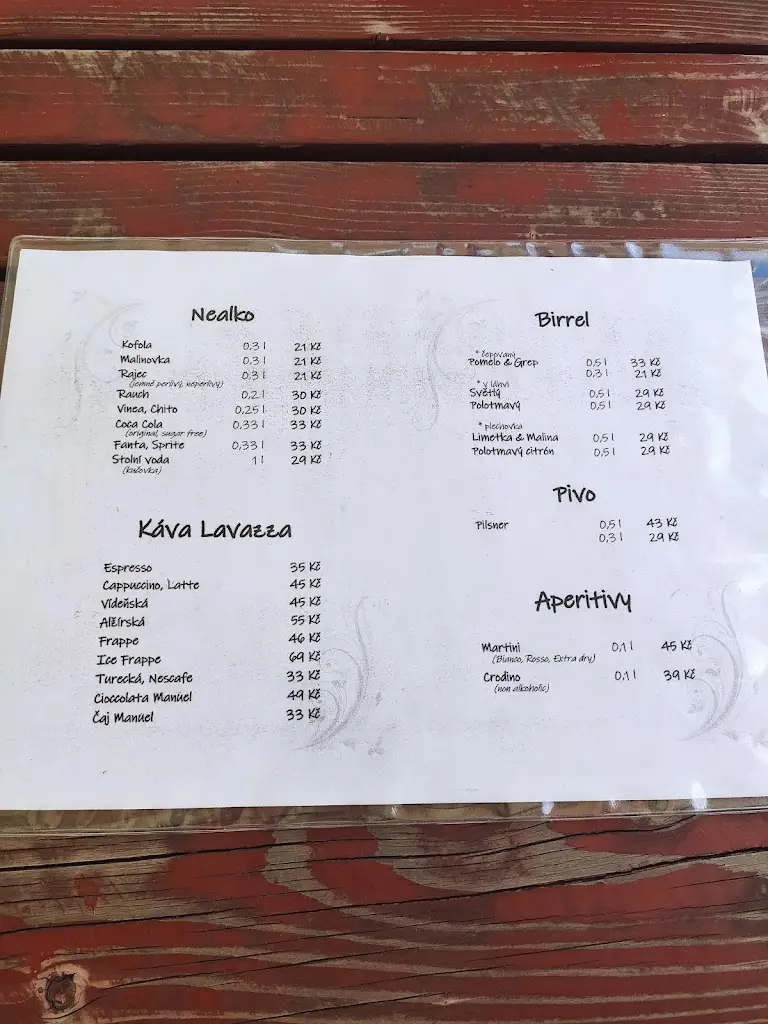 Nealko
Kofola 0,3 l 21 Kč
Malinovka 0,3 l 21 Kč
Rajec 0,3 l 21 Kč
(jemně perlivý, neperlivý)
Rauch 0,2 l 30 Kč
Vinea, Chito 0,25 l 30 Kč
Coca Cola 0,33 l 33 Kč
(original, sugar free)
Fanta, Sprite 0,33 l 33 Kč
Stolní voda 1 l 29 Kč
(kučovka)
Káva Lavazza
Espresso 35 Kč
Cappuccino, Latte 45 Kč
Vídeňská 45 Kč
Alžírská 55 Kč
Frappe 46 Kč
Ice Frappe 69 Kč
Turecká, Nescafe 33 Kč
Cioccolata Manuel 49 Kč
Čaj Manuel 33 Kč
Birrel
* čepovaný
Pomelo & Grep 0,5 l 33 Kč
0,3 l 21 Kč
* v láhvi
Světlý 0,5 l 29 Kč
Polotmavý 0,5 l 29 Kč
* plechovka
Limetka & Malina 0,5 l 29 Kč
Polotmavý citrón 0,5 l 29 Kč
Pivo
Pilsner 0,5 l 43 Kč
0,3 l 29 Kč
Aperitivy
Martini 0,1 l 45 Kč
(Bianco, Rosso, Extra dry)
Crodino 0,1 l 39 Kč
(non alkoholic)